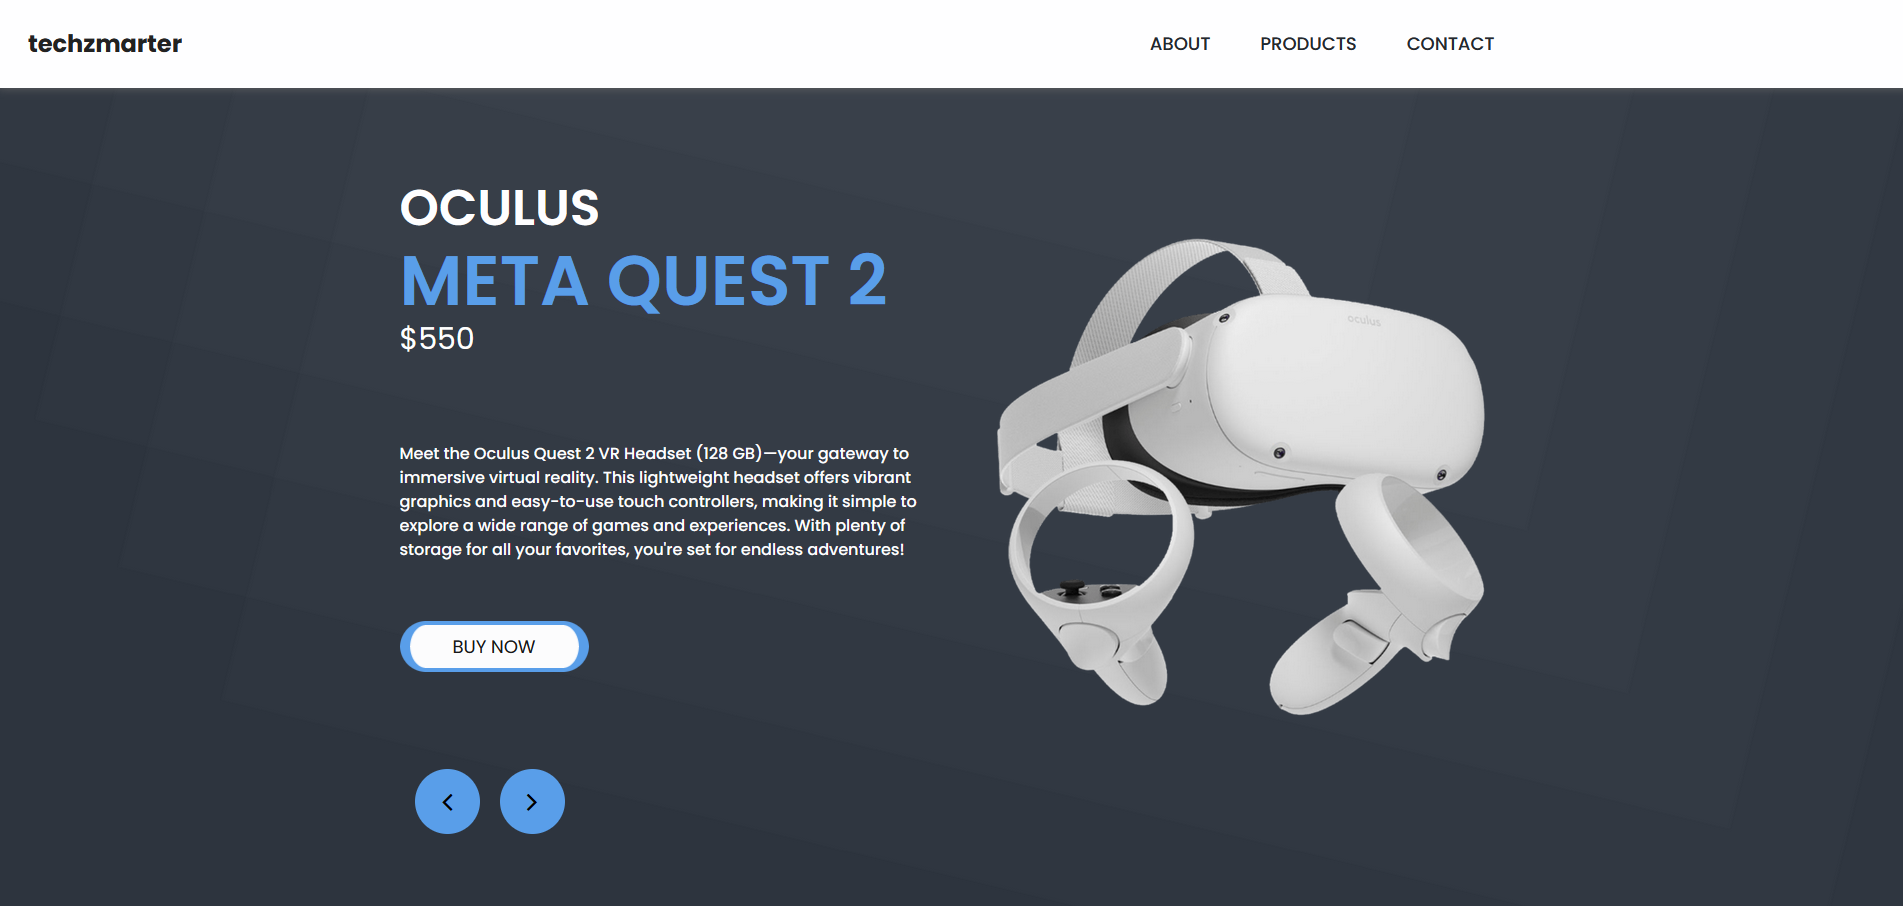 techzmarter
ABOUT PRODUCTS CONTACT
OCULUS
META QUEST 2
$550
Meet the Oculus Quest 2 VR Headset (128 GB)—your gateway to
immersive virtual reality. This lightweight headset offers vibrant
graphics and easy-to-use touch controllers, making it simple to
explore a wide range of games and experiences. With plenty of
storage for all your favorites, you're set for endless adventures!
BUY NOW
oculus